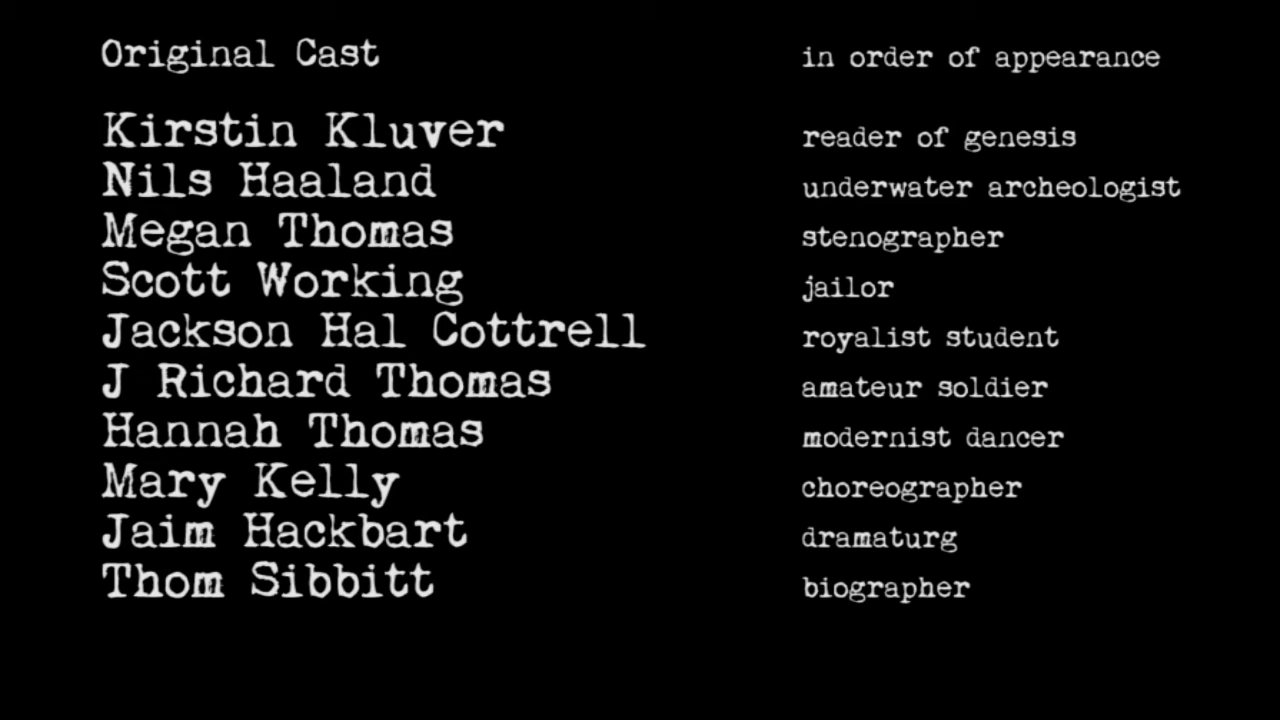 Original Cast in order of appearance
Kirstin Kluver reader of genesis
Nils Haaland underwater archeologist
Megan Thomas stenographer
Scott Working jailor
Jackson Hal Cottrell royalist student
J Richard Thomas amateur soldier
Hannah Thomas modernist dancer
Mary Kelly choreographer
Jaim Hackbart dramaturg
Thom Sibbitt biographer